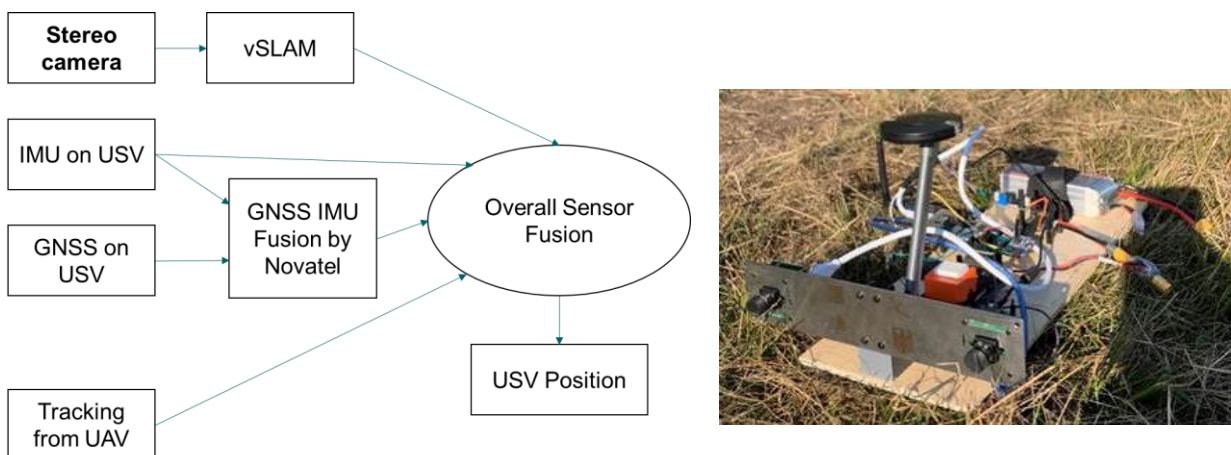 Stereo
camera
vSLAM
IMU on USV
GNSS on
USV
GNSS IMU
Fusion by
Novatel
Overall Sensor
Fusion
USV Position
Tracking
from UAV